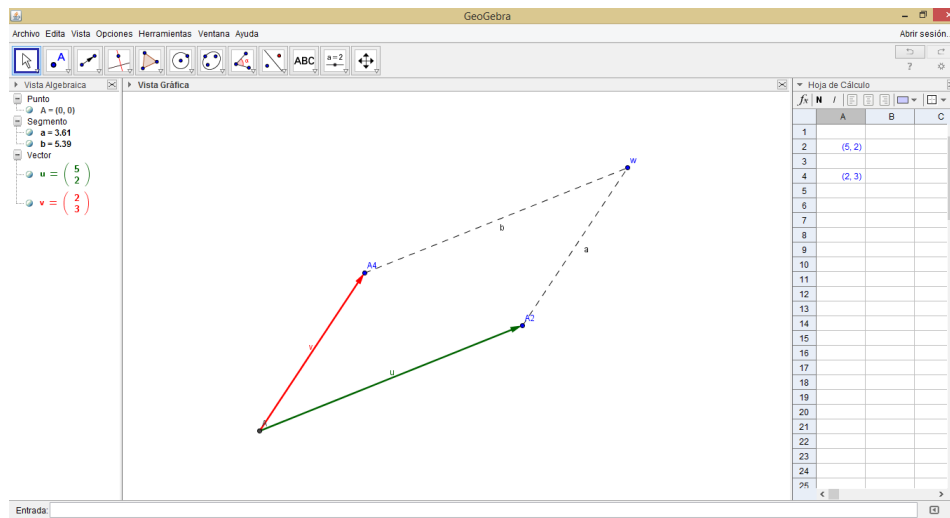 GeoGebra
Archivo Edita Vista Opciones Herramientas Ventana Ayuda
Abrir sesión..
A
ABC
a = 2
?
Vista Algebraica
Vista Gráfica
Hoja de Cálculo
Punto
A = (0, 0)
Segmento
a = 3.61
b = 5.39
Vector
u = ( 5 2 )
v = ( 2 3 )
w
b
a
A4
A2
v
u
A
fx N I
A B C
1
2 (5, 2)
3
4 (2, 3)
5
6
7
8
9
10
11
12
13
14
15
16
17
18
19
20
21
22
23
24
25
Entrada: